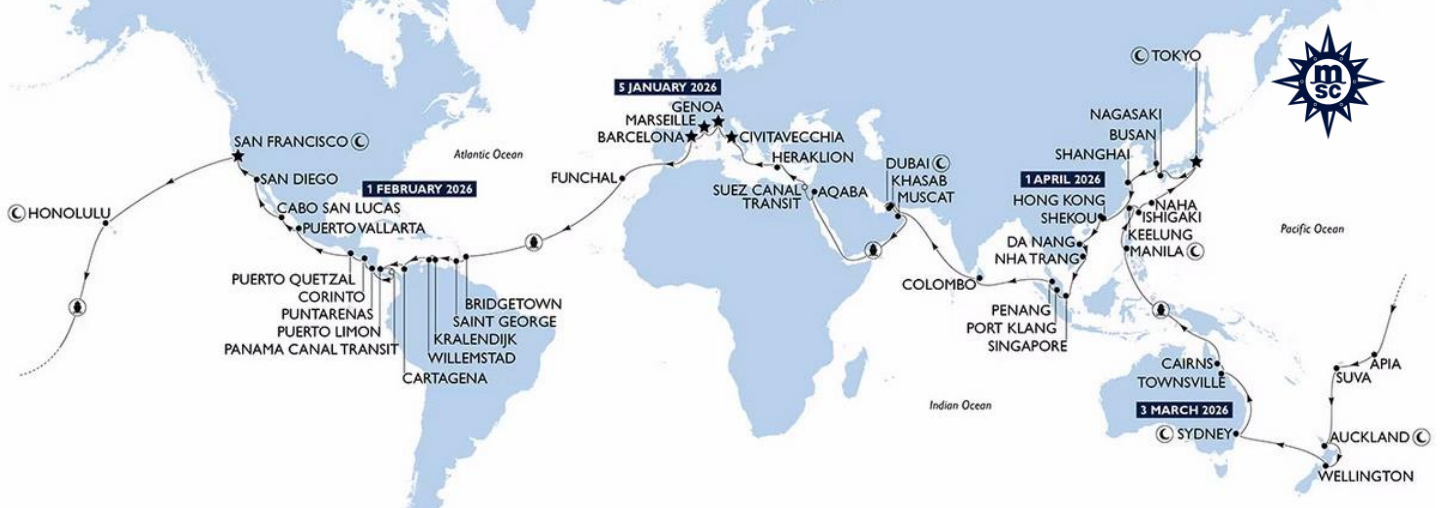 TOKYO
msc
5 JANUARY 2026
GENOA
MARSEILLE
BARCELONA
CIVITAVECCHIA
HERAKLION
SAN FRANCISCO
Atlantic Ocean
SAN DIEGO
1 FEBRUARY 2026
FUNCHAL
CABO SAN LUCAS
HONOLULU
PUERTO VALLARTA
SUEZ CANAL
TRANSIT
AQABA
DUBAI
KHASAB
MUSCAT
NAGASAKI
BUSAN
SHANGHAI
1 APRIL 2026
HONG KONG
SHEKOU
NAHA
ISHIGAKI
KEELUNG
MANILA
Pacific Ocean
DA NANG
NHA TRANG
COLOMBO
PENANG
PORT KLANG
SINGAPORE
PUERTO QUETZAL
CORINTO
PUNTARENAS
PUERTO LIMON
PANAMA CANAL TRANSIT
BRIDGETOWN
SAINT GEORGE
KRALENDIJK
WILLEMSTAD
CARTAGENA
Indian Ocean
CAIRNS
TOWNSVILLE
3 MARCH 2026
SYDNEY
APIA
SUVA
AUCKLAND
WELLINGTON